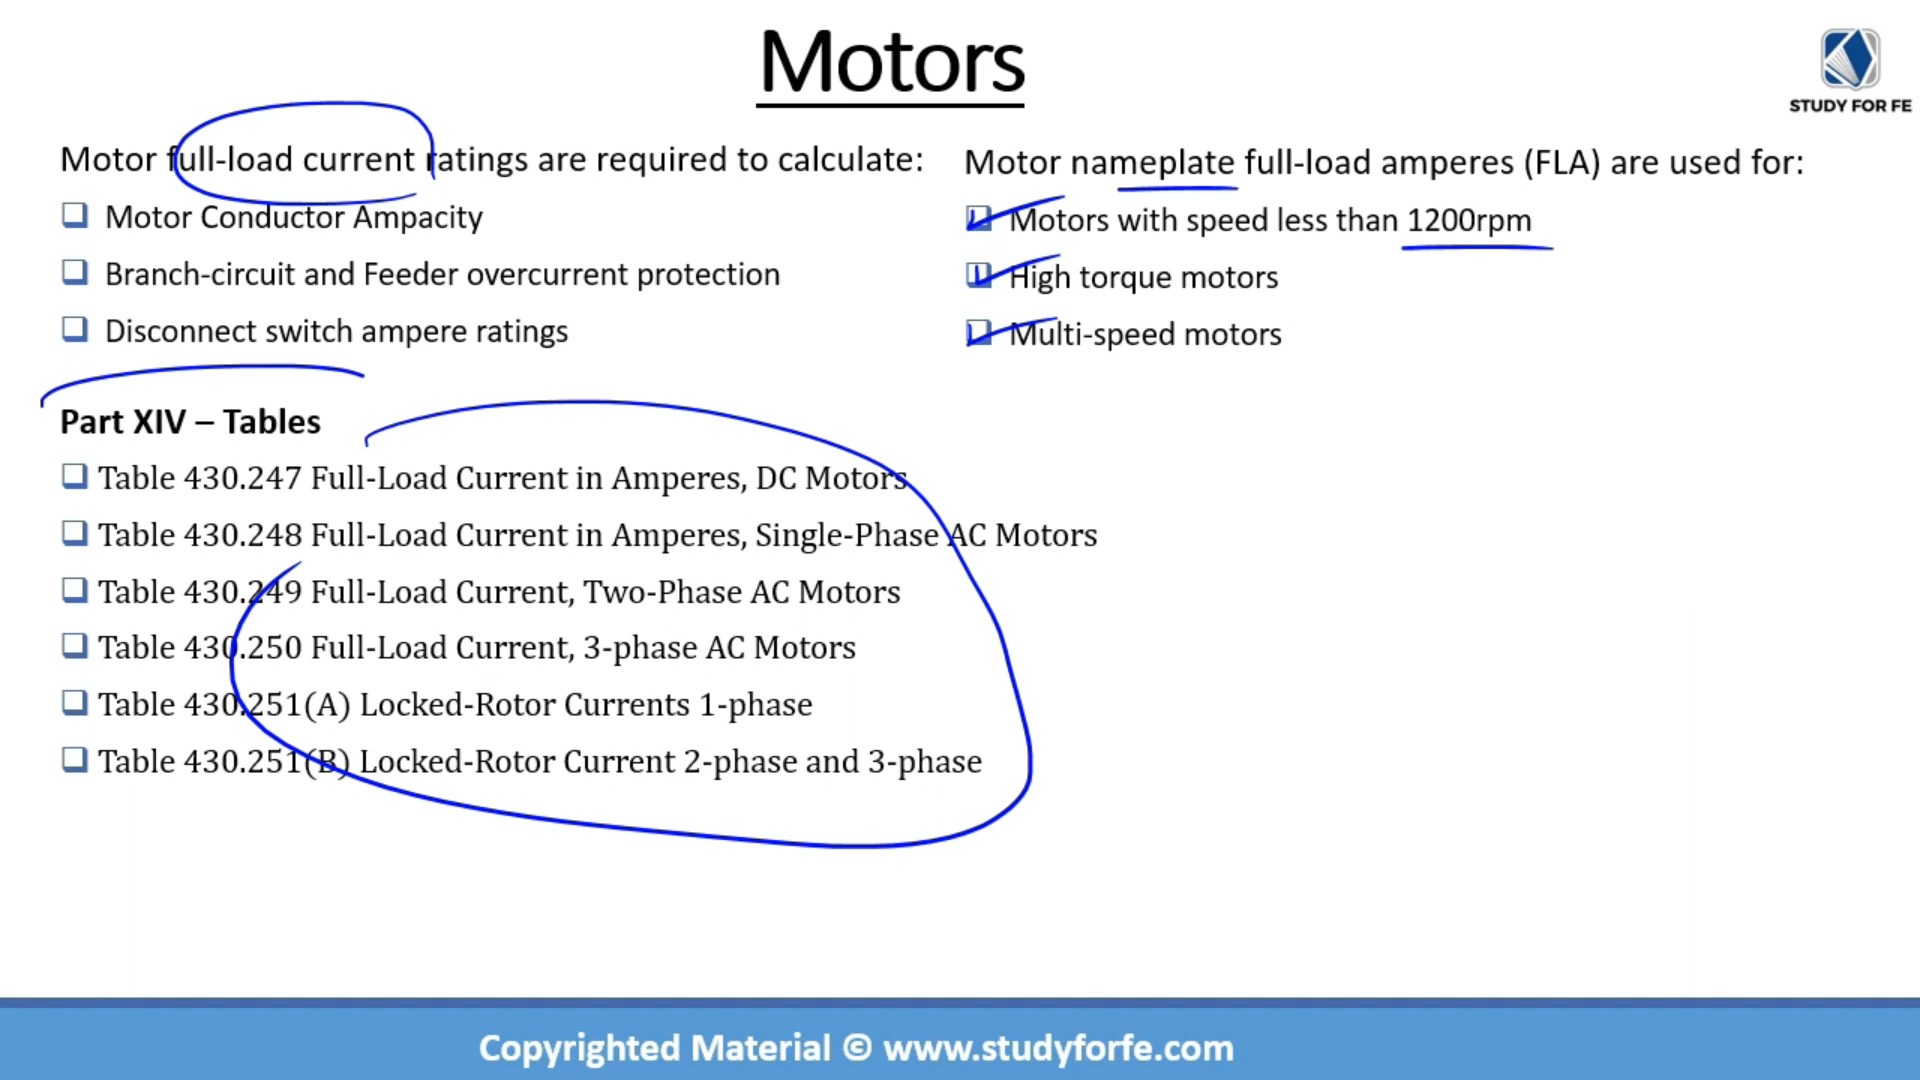 Motors
STUDY FOR FE
Motor full-load current ratings are required to calculate:
Motor Conductor Ampacity
Branch-circuit and Feeder overcurrent protection
Disconnect switch ampere ratings
Motor nameplate full-load amperes (FLA) are used for:
Motors with speed less than 1200rpm
High torque motors
Multi-speed motors
Part XIV – Tables
Table 430.247 Full-Load Current in Amperes, DC Motors
Table 430.248 Full-Load Current in Amperes, Single-Phase AC Motors
Table 430.249 Full-Load Current, Two-Phase AC Motors
Table 430.250 Full-Load Current, 3-phase AC Motors
Table 430.251(A) Locked-Rotor Currents 1-phase
Table 430.251(B) Locked-Rotor Current 2-phase and 3-phase
Copyrighted Material © www.studyforfe.com